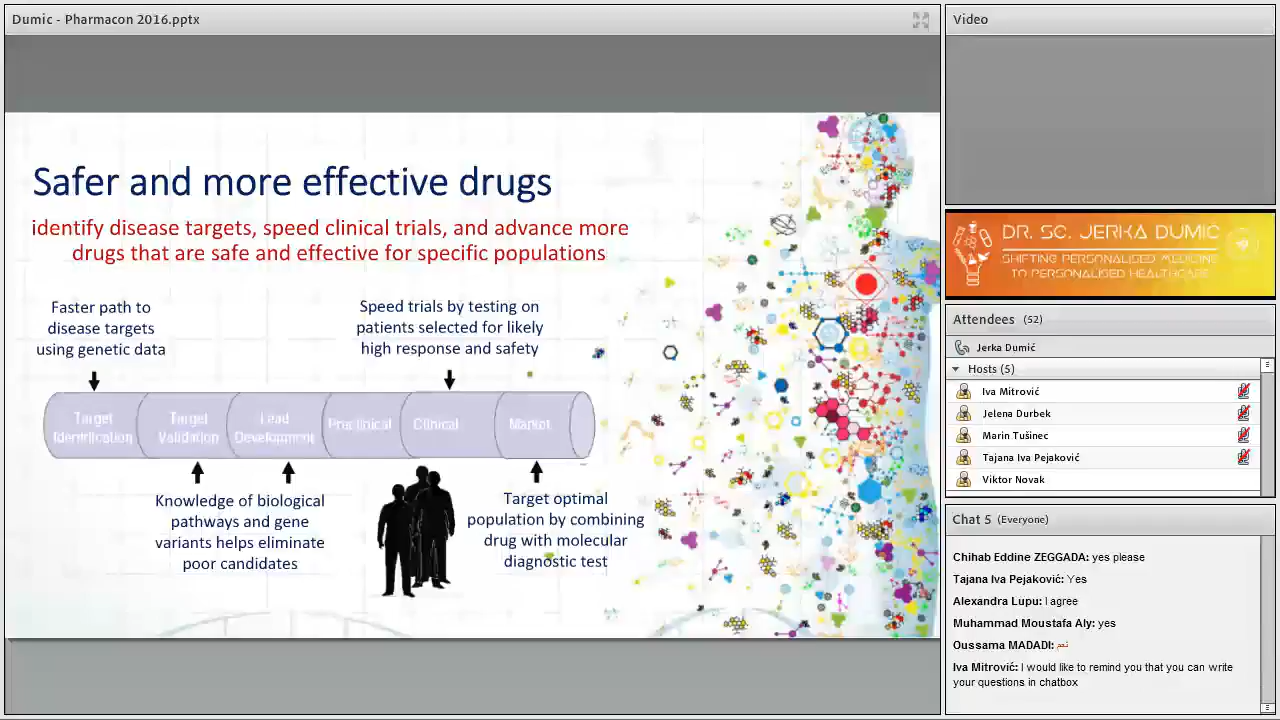 Dumic - Pharmacon 2016.pptx
Safer and more effective drugs
identify disease targets, speed clinical trials, and advance more
drugs that are safe and effective for specific populations
Faster path to
disease targets
using genetic data
Speed trials by testing on
patients selected for likely
high response and safety
Target
Identification
Target
Validation
Lead
Development
Preclinical
Clinical
Market
Knowledge of biological
pathways and gene
variants helps eliminate
poor candidates
Target optimal
population by combining
drug with molecular
diagnostic test
Video
DR. SC. JERKA DUMIC
SHIFTING PERSONALISED MEDICINE
TO PERSONALISED HEALTHCARE
Attendees (52)
Jerka Dumić
Hosts (5)
Iva Mitrović
Jelena Durbek
Marin Tušinec
Tajana Iva Pejaković
Viktor Novak
Chat 5 (Everyone)
Chihab Eddine ZEGGADA: yes please
Tajana Iva Pejaković: Yes
Alexandra Lupu: I agree
Muhammad Moustafa Aly: yes
Oussama MADADI: نعم
Iva Mitrović: I would like to remind you that you can write
your questions in chatbox